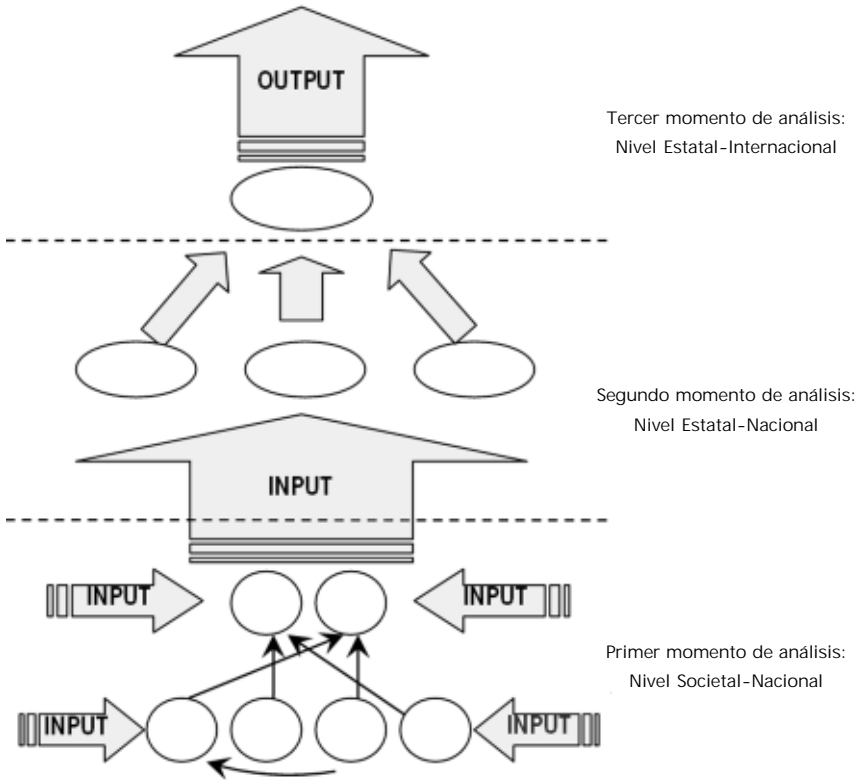 OUTPUT
Tercer momento de análisis:
Nivel Estatal-Internacional
Segundo momento de análisis:
Nivel Estatal-Nacional
INPUT
INPUT
INPUT
Primer momento de análisis:
Nivel Societal-Nacional
INPUT
INPUT